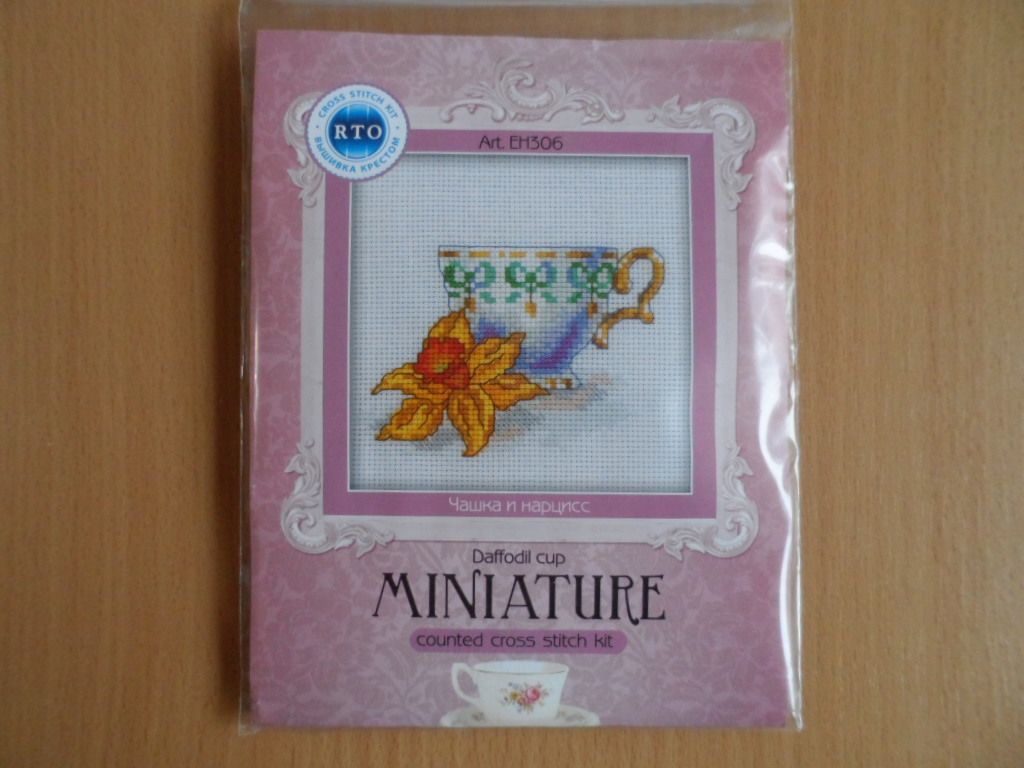 CROSS STITCH KIT
RTO
ВЫШИВКА КРЕСТОМ
Art. EH306
Чашка и нарцисс
Daffodil cup
MINIATURE
counted cross stitch kit